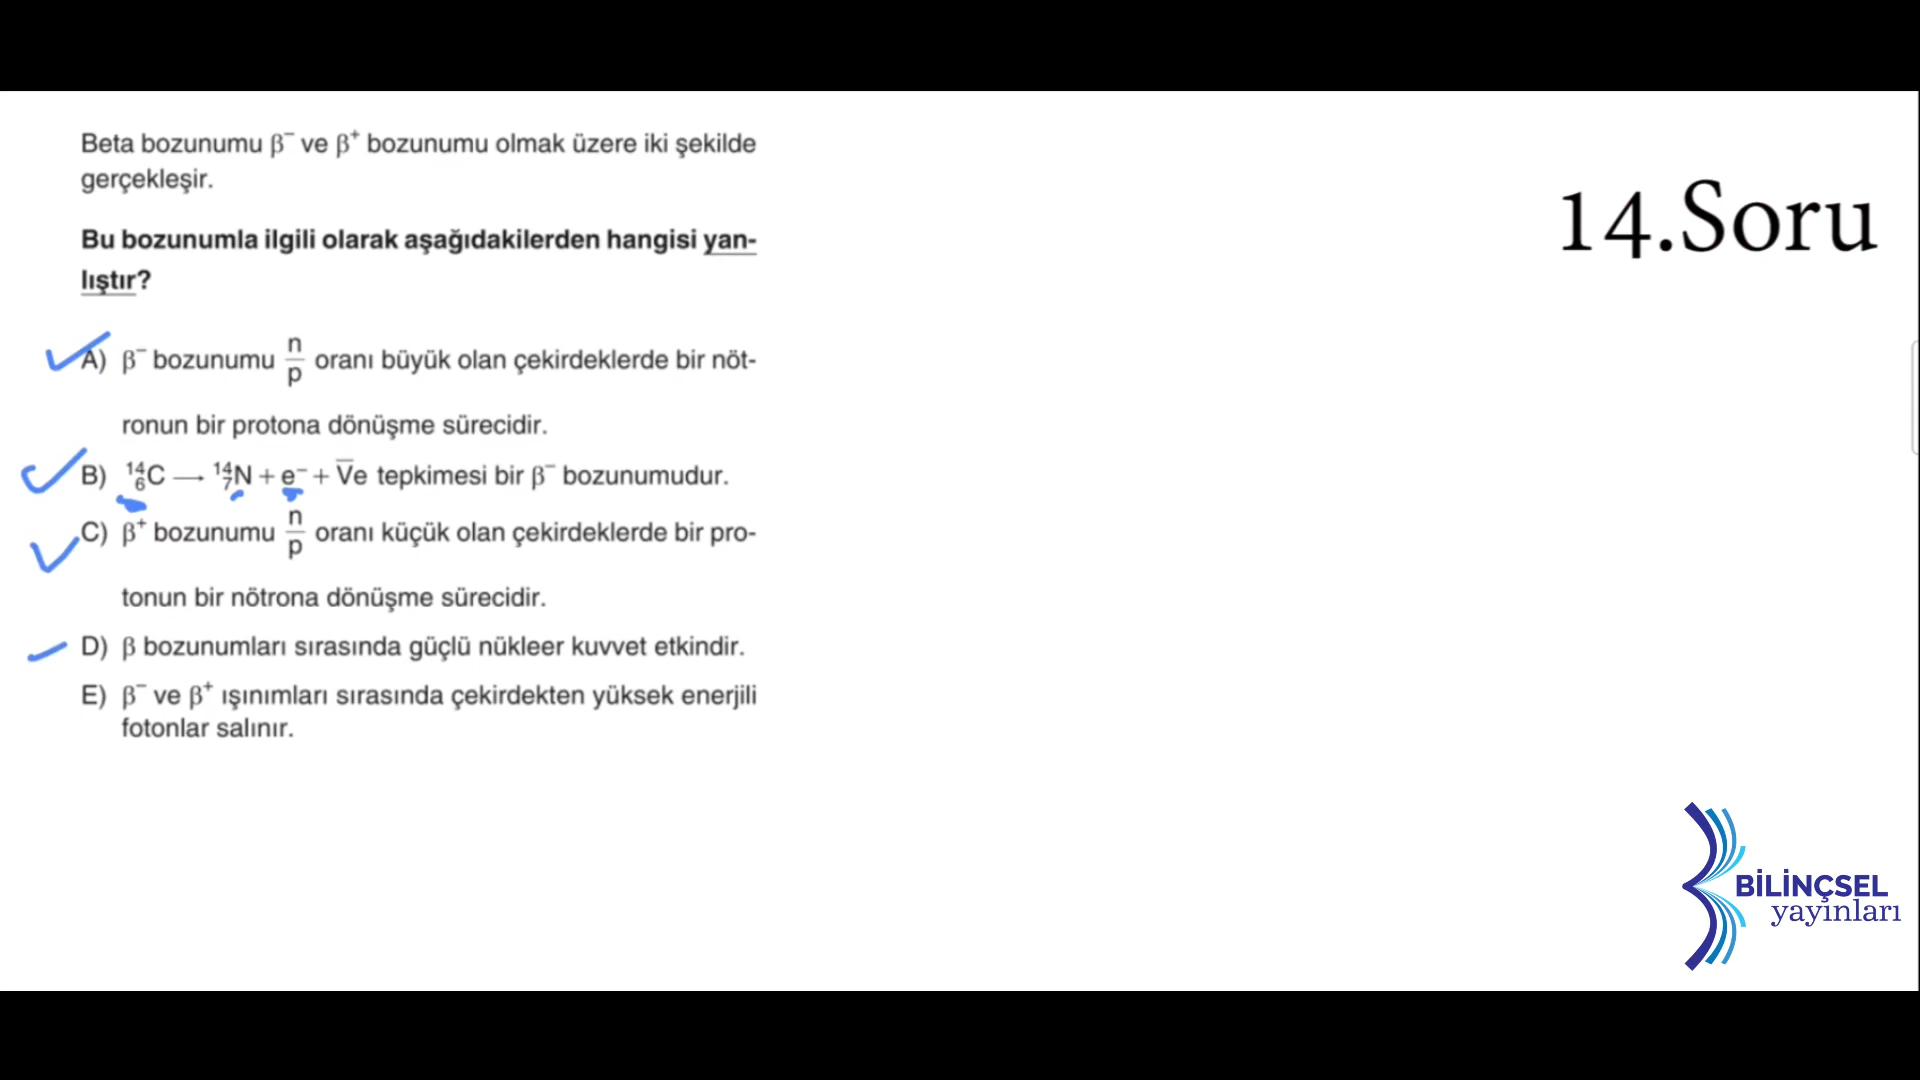 Beta bozunumu β⁻ ve β⁺ bozunumu olmak üzere iki şekilde
gerçekleşir.
14.Soru
Bu bozunumla ilgili olarak aşağıdakilerden hangisi yan-
lıştır?
A) β⁻ bozunumu n/p oranı büyük olan çekirdeklerde bir nöt-
ronun bir protona dönüşme sürecidir.
B) ¹⁴₆C → ¹⁴₇N + e⁻ + V̅e tepkimesi bir β⁻ bozunumudur.
C) β⁺ bozunumu n/p oranı küçük olan çekirdeklerde bir pro-
tonun bir nötrona dönüşme sürecidir.
D) β bozunumları sırasında güçlü nükleer kuvvet etkindir.
E) β⁻ ve β⁺ ışınımları sırasında çekirdekten yüksek enerjili
fotonlar salınır.
BİLİNÇSEL
yayınları